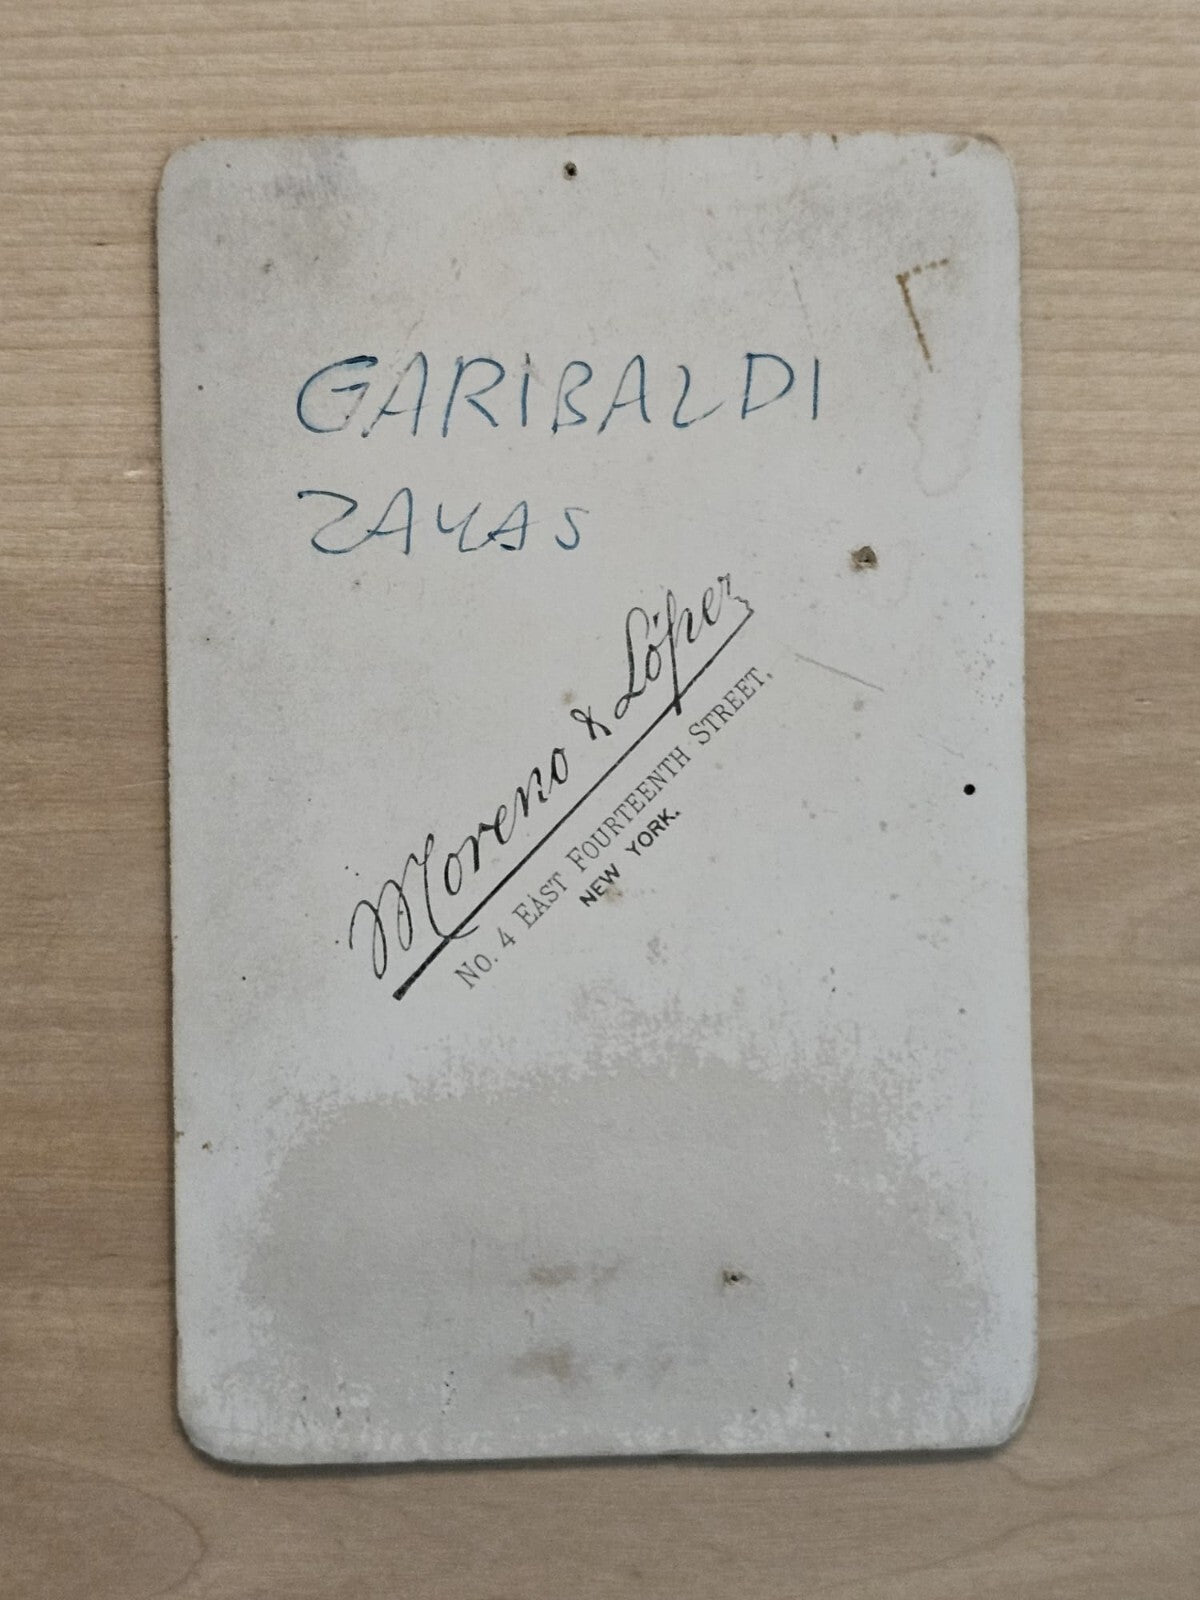 GARIBALDI
ZAYAS
Moreno & López
No. 4 EAST FOURTEENTH STREET.
NEW YORK.